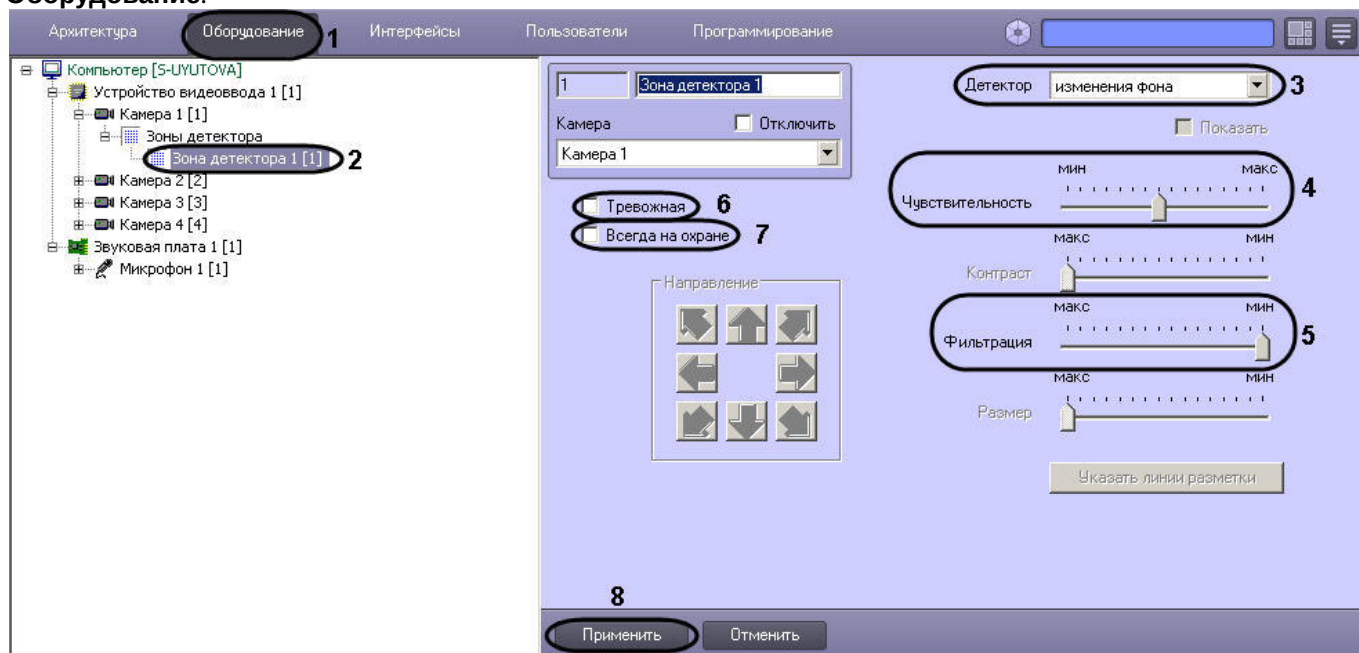 Оборудование.
Архитектура Оборудование 1 Интерфейсы Пользователи Программирование
Компьютер [S-UYUTOVA]
Устройство видеоввода 1 [1]
Камера 1 [1]
Зоны детектора
Зона детектора 1 [1] 2
Камера 2 [2]
Камера 3 [3]
Камера 4 [4]
Звуковая плата 1 [1]
Микрофон 1 [1]
1 Зона детектора 1
Камера Отключить
Камера 1
Тревожная 6
Всегда на охране 7
Направление
Детектор изменения фона 3
Показать
мин макс
Чувствительность 4
макс мин
Контраст
макс мин
Фильтрация 5
макс мин
Размер
Указать линии разметки
8
Применить Отменить